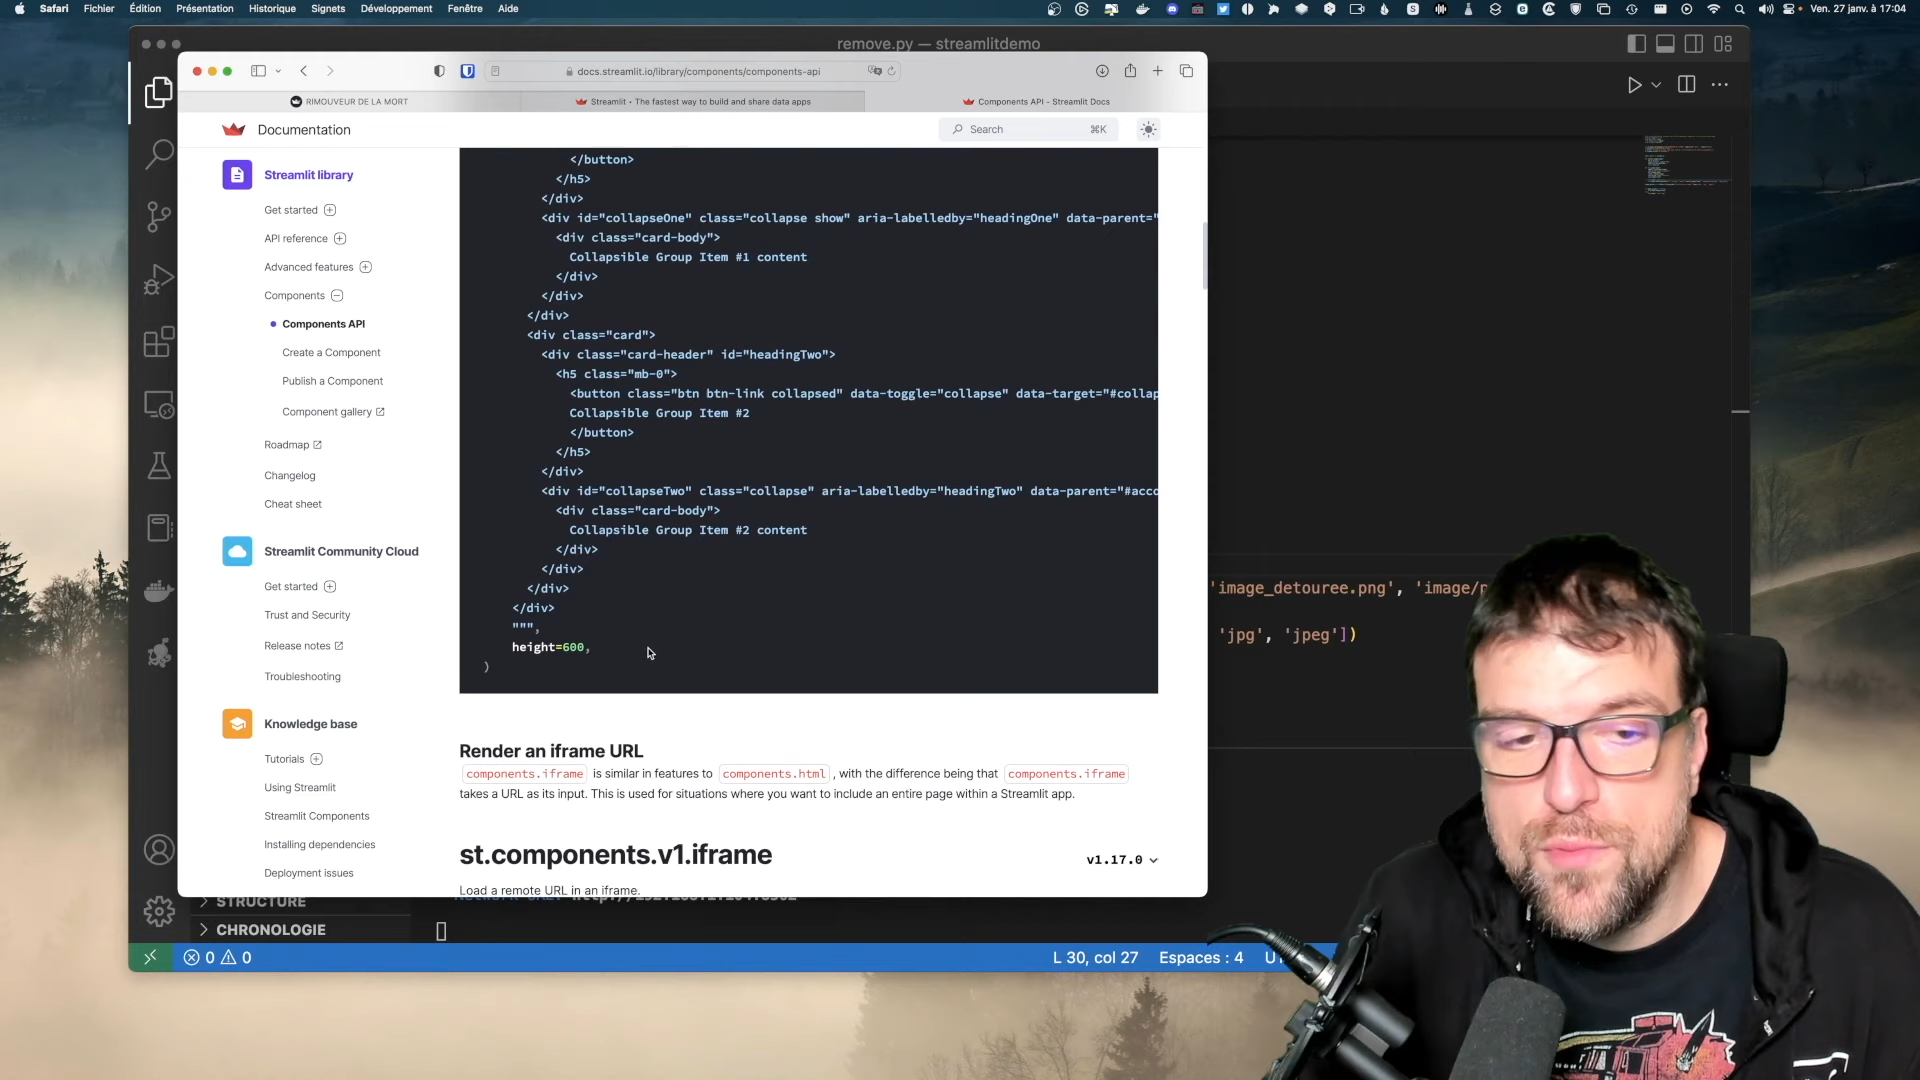 Safari Fichier Édition Présentation Historique Signets Développement Fenêtre Aide
Ven. 27 janv. à 17:04
remove.py — streamlitdemo
docs.streamlit.io/library/components/components-api
RIMOUVEUR DE LA MORT
Streamlit • The fastest way to build and share data apps
Components API - Streamlit Docs
Documentation
Search ⌘K
Streamlit library
Get started
API reference
Advanced features
Components
Components API
Create a Component
Publish a Component
Component gallery
Roadmap
Changelog
Cheat sheet
Streamlit Community Cloud
Get started
Trust and Security
Release notes
Troubleshooting
Knowledge base
Tutorials
Using Streamlit
Streamlit Components
Installing dependencies
Deployment issues
</button>
</h5>
</div>
<div id="collapseOne" class="collapse show" aria-labelledby="headingOne" data-parent="
<div class="card-body">
Collapsible Group Item #1 content
</div>
</div>
</div>
<div class="card">
<div class="card-header" id="headingTwo">
<h5 class="mb-0">
<button class="btn btn-link collapsed" data-toggle="collapse" data-target="#collap
Collapsible Group Item #2
</button>
</h5>
</div>
<div id="collapseTwo" class="collapse" aria-labelledby="headingTwo" data-parent="#acco
<div class="card-body">
Collapsible Group Item #2 content
</div>
</div>
</div>
</div>
""",
height=600,
)
Render an iframe URL
components.iframe is similar in features to components.html , with the difference being that components.iframe
takes a URL as its input. This is used for situations where you want to include an entire page within a Streamlit app.
st.components.v1.iframe
v1.17.0
Load a remote URL in an iframe.
'image_detouree.png', 'image/p
'jpg', 'jpeg'])
STRUCTURE
CHRONOLOGIE
0 0
L 30, col 27 Espaces : 4